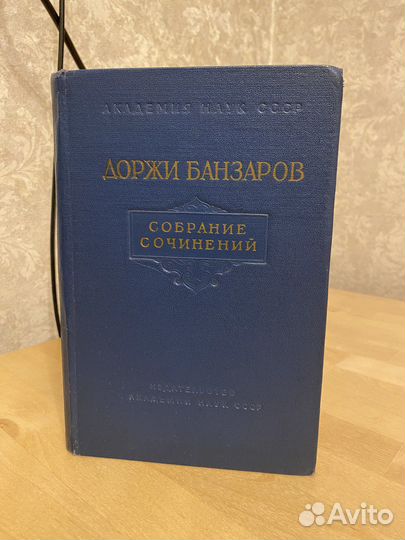 АКАДЕМИЯ НАУК СССР
ДОРЖИ БАНЗАРОВ
СОБРАНИЕ
СОЧИНЕНИЙ
ИЗДАТЕЛЬСТВО
АКАДЕМИИ НАУК СССР
Avito